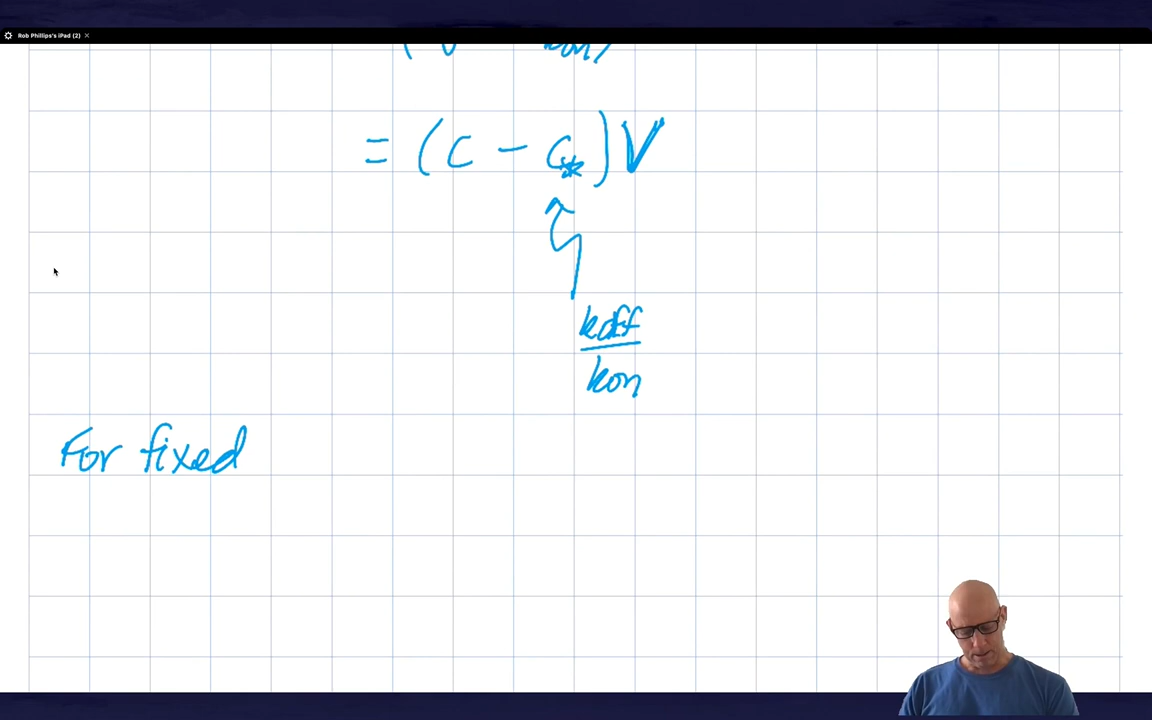 Rob Phillips's iPad (2)
= (c - c*) V
koff
kon
For fixed